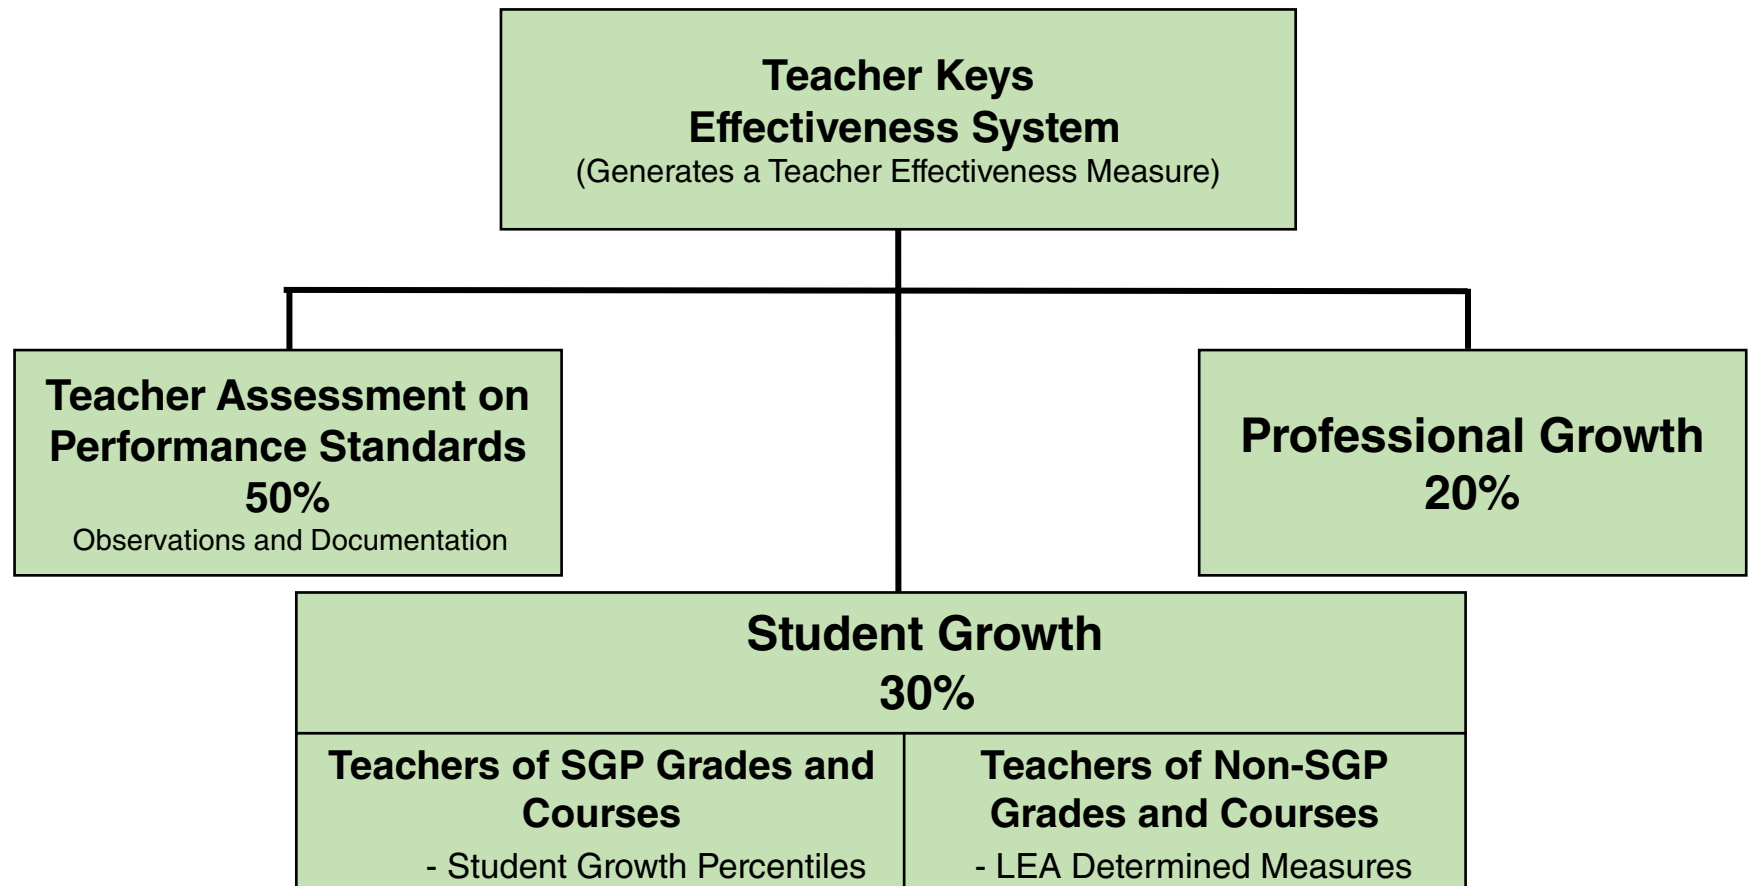 Teacher Keys
Effectiveness System
(Generates a Teacher Effectiveness Measure)
Teacher Assessment on
Performance Standards
50%
Observations and Documentation
Professional Growth
20%
Student Growth
30%
Teachers of SGP Grades and
Courses
- Student Growth Percentiles
Teachers of Non-SGP
Grades and Courses
- LEA Determined Measures